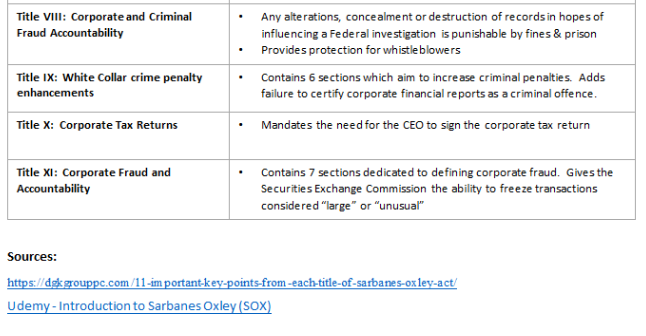 Title VIII: Corporate and Criminal
Fraud Accountability
• Any alterations, concealment or destruction of records in hopes of
influencing a Federal investigation is punishable by fines & prison
• Provides protection for whistleblowers
Title IX: White Collar crime penalty
enhancements
• Contains 6 sections which aim to increase criminal penalties. Adds
failure to certify corporate financial reports as a criminal offence.
Title X: Corporate Tax Returns
• Mandates the need for the CEO to sign the corporate tax return
Title XI: Corporate Fraud and
Accountability
• Contains 7 sections dedicated to defining corporate fraud. Gives the
Securities Exchange Commission the ability to freeze transactions
considered “large” or “unusual”
Sources:
https://dgkgrouppc.com/11-important-key-points-from-each-title-of-sarbanes-oxley-act/
Udemy - Introduction to Sarbanes Oxley (SOX)